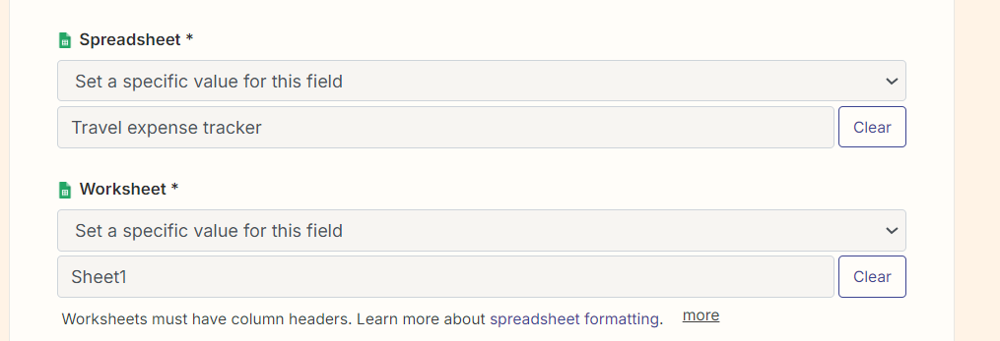 Spreadsheet *
Set a specific value for this field
Travel expense tracker
Clear
Worksheet *
Set a specific value for this field
Sheet1
Clear
Worksheets must have column headers. Learn more about spreadsheet formatting. more